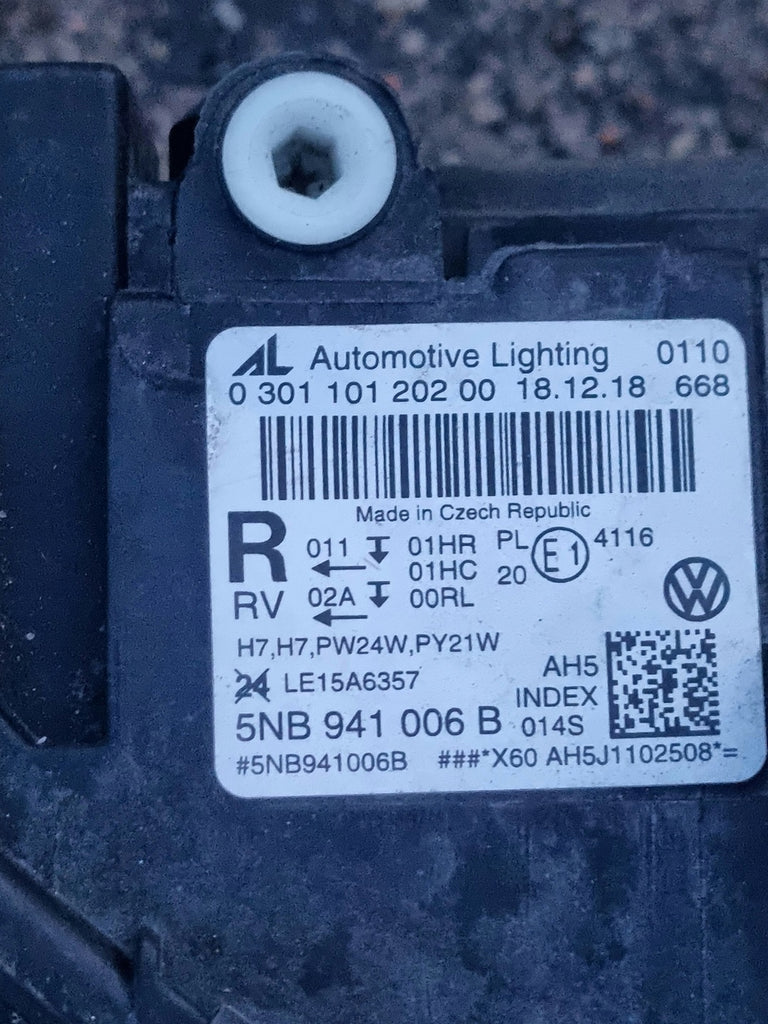 AL Automotive Lighting 0110
0 301 101 202 00 18.12.18 668
Made in Czech Republic
R 011 01HR PL E1 4116
01HC 20
RV 02A 00RL
H7,H7,PW24W,PY21W
24 LE15A6357 AH5
INDEX
5NB 941 006 B 014S
#5NB941006B ###*X60 AH5J1102508*=